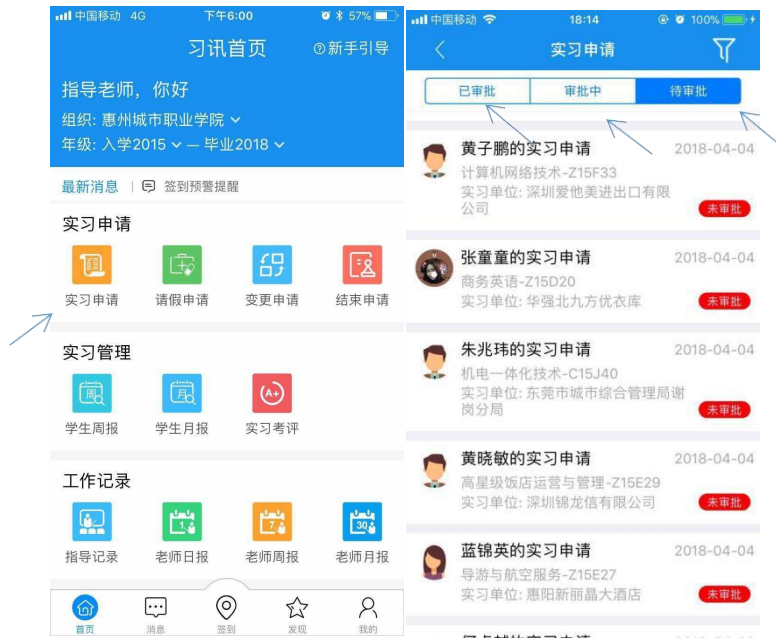 中国移动 4G 下午6:00 57%
习讯首页 新手引导
指导老师，你好
组织: 惠州城市职业学院
年级: 入学2015 — 毕业2018
最新消息 签到预警提醒
实习申请
实习申请 请假申请 变更申请 结束申请
实习管理
周 月 A+
学生周报 学生月报 实习考评
工作记录
1 7 30
指导记录 老师日报 老师周报 老师月报
首页 消息 签到 发现 我的
中国移动 18:14 100%
实习申请
已审批 审批中 待审批
黄子鹏的实习申请 2018-04-04
计算机网络技术-Z15F33
实习单位: 深圳爱他美进出口有限
公司 未审批
张童童的实习申请 2018-04-04
商务英语-Z15D20
实习单位: 华强北九方优衣库 未审批
朱兆玮的实习申请 2018-04-04
机电一体化技术-C15J40
实习单位: 东莞市城市综合管理局谢
岗分局 未审批
黄晓敏的实习申请 2018-04-04
高星级饭店运营与管理-Z15E29
实习单位: 深圳锦龙信有限公司 未审批
蓝锦英的实习申请 2018-04-04
导游与航空服务-Z15E27
实习单位: 惠阳新丽晶大酒店 未审批